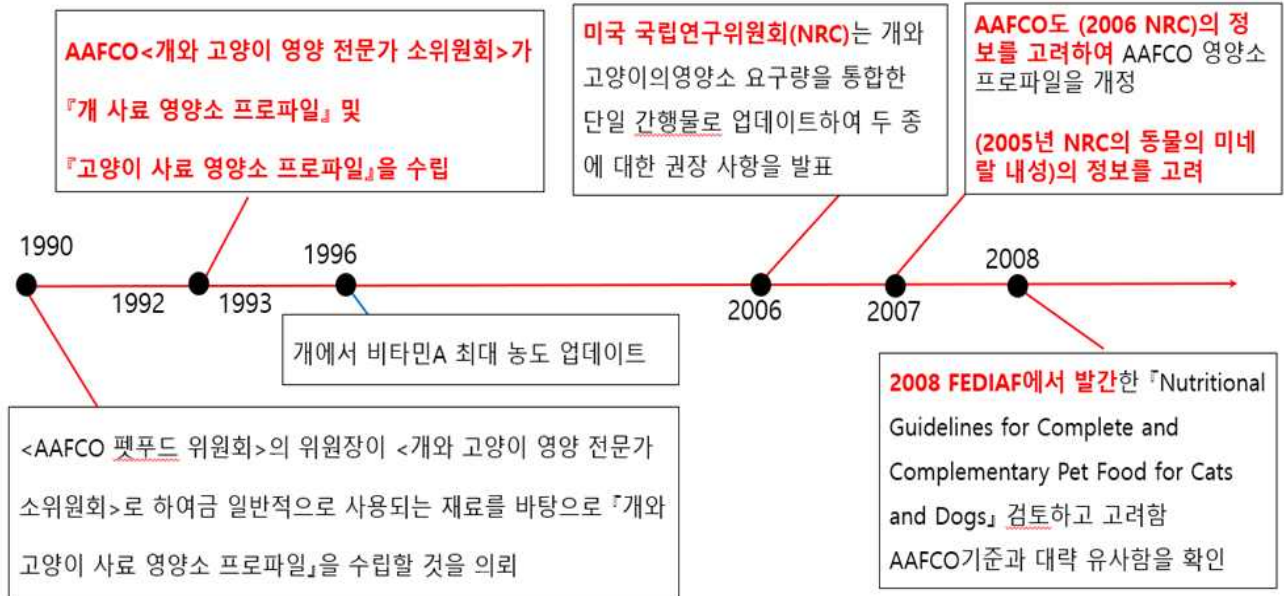 AAFCO<개와 고양이 영양 전문가 소위원회>가
『개 사료 영양소 프로파일』 및
『고양이 사료 영양소 프로파일』을 수립
미국 국립연구위원회(NRC)는 개와
고양이의영양소 요구량을 통합한
단일 간행물로 업데이트하여 두 종
에 대한 권장 사항을 발표
AAFCO도 (2006 NRC)의 정
보를 고려하여 AAFCO 영양소
프로파일을 개정
(2005년 NRC의 동물의 미네
랄 내성)의 정보를 고려
1990
1992
1993
1996
2006
2007
2008
개에서 비타민A 최대 농도 업데이트
<AAFCO 펫푸드 위원회>의 위원장이 <개와 고양이 영양 전문가
소위원회>로 하여금 일반적으로 사용되는 재료를 바탕으로 『개와
고양이 사료 영양소 프로파일』을 수립할 것을 의뢰
2008 FEDIAF에서 발간한 『Nutritional
Guidelines for Complete and
Complementary Pet Food for Cats
and Dogs』 검토하고 고려함
AAFCO기준과 대략 유사함을 확인